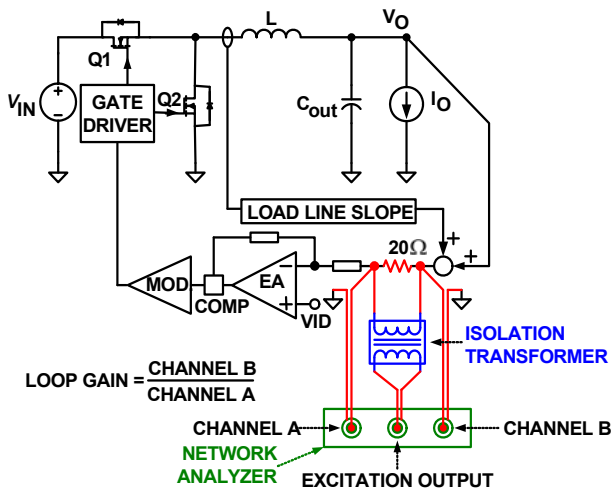 L
VO
Q1
VIN
+
−
GATE
DRIVER
Q2
Cout
IO
LOAD LINE SLOPE
+
+
20Ω
MOD
COMP
EA
−
+
VID
ISOLATION
TRANSFORMER
LOOP GAIN = CHANNEL B
CHANNEL A
CHANNEL A
CHANNEL B
NETWORK
ANALYZER
EXCITATION OUTPUT